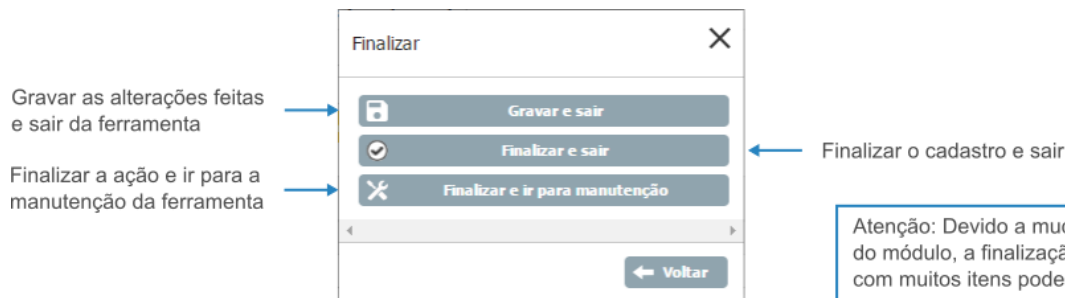 Finalizar
Gravar as alterações feitas
e sair da ferramenta
Gravar e sair
Finalizar e sair
Finalizar o cadastro e sair
Finalizar a ação e ir para a
manutenção da ferramenta
Finalizar e ir para manutenção
Voltar
Atenção: Devido a
do módulo, a
com muitos itens pode